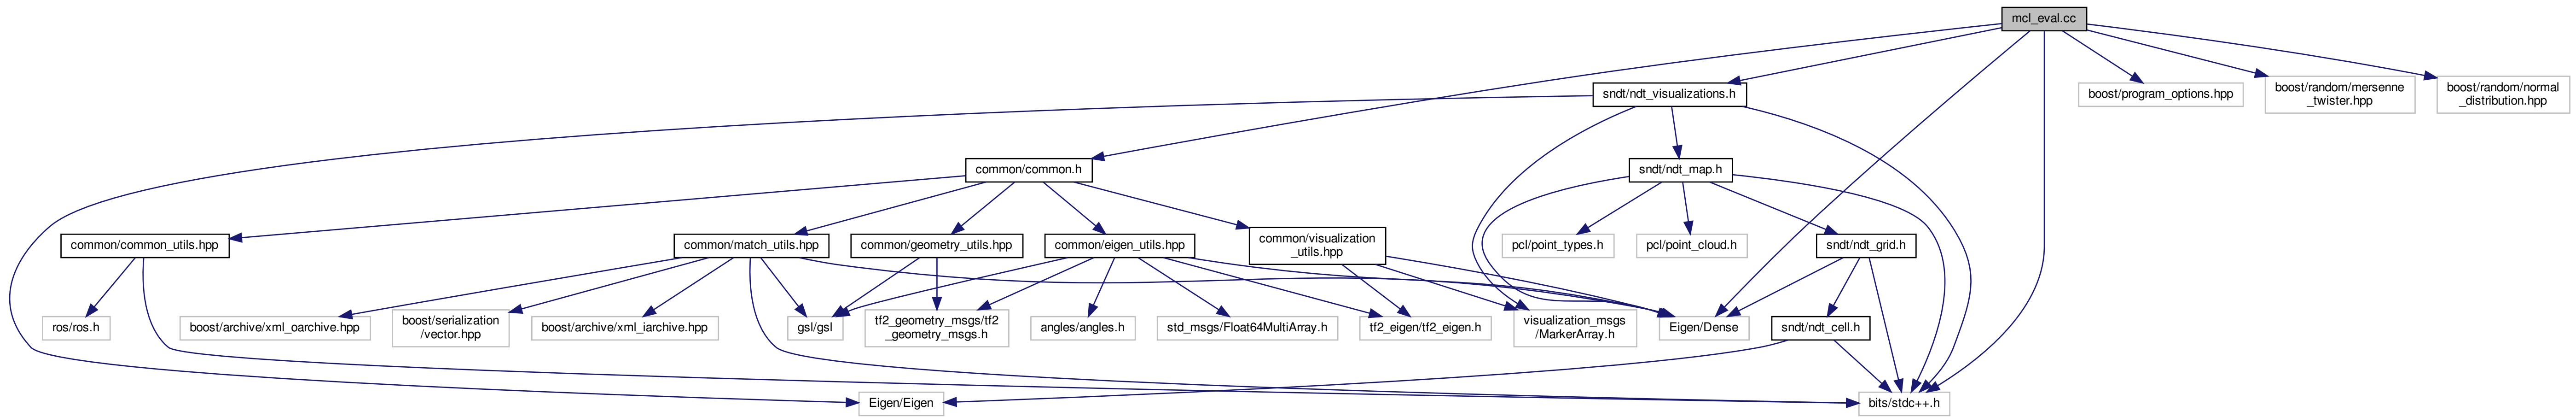 mcl_eval.cc
sndt/ndt_visualizations.h
boost/program_options.hpp
boost/random/mersenne
_twister.hpp
boost/random/normal
_distribution.hpp
common/common.h
sndt/ndt_map.h
common/common_utils.hpp
common/match_utils.hpp
common/geometry_utils.hpp
common/eigen_utils.hpp
common/visualization
_utils.hpp
pcl/point_types.h
pcl/point_cloud.h
sndt/ndt_grid.h
ros/ros.h
boost/archive/xml_oarchive.hpp
boost/serialization
/vector.hpp
boost/archive/xml_iarchive.hpp
gsl/gsl
tf2_geometry_msgs/tf2
_geometry_msgs.h
angles/angles.h
std_msgs/Float64MultiArray.h
tf2_eigen/tf2_eigen.h
visualization_msgs
/MarkerArray.h
Eigen/Dense
sndt/ndt_cell.h
Eigen/Eigen
bits/stdc++.h